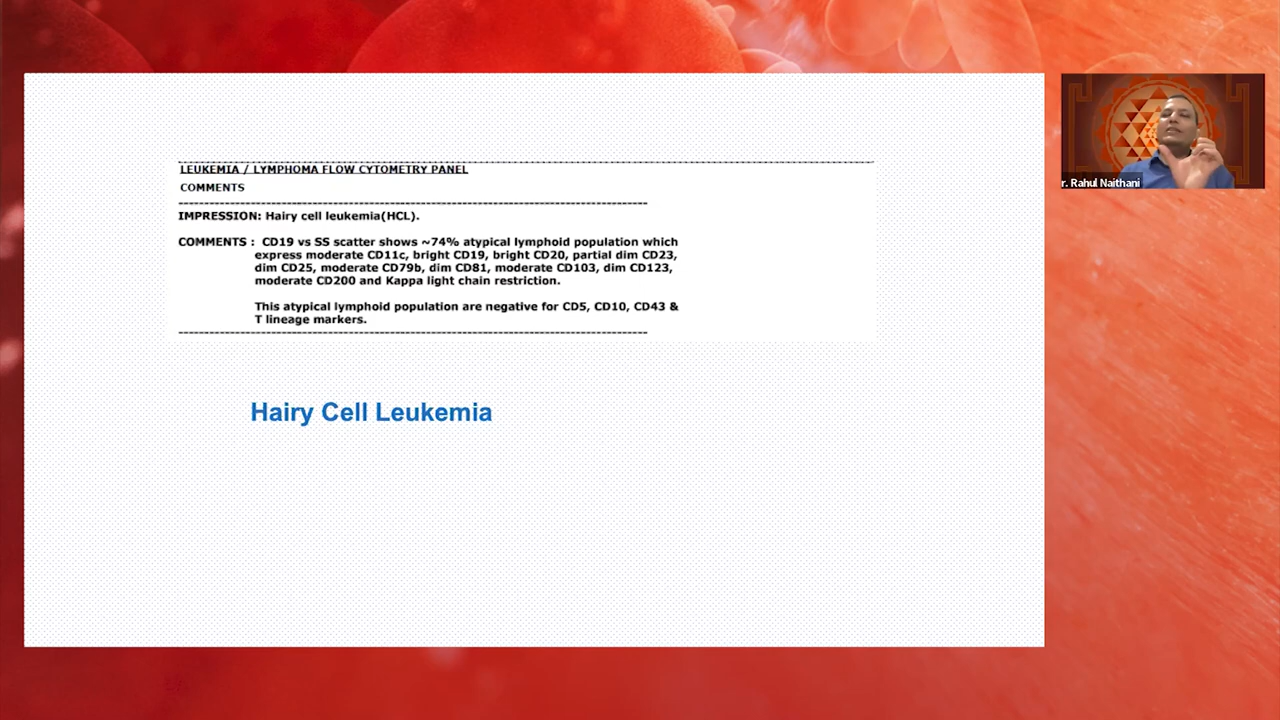 LEUKEMIA / LYMPHOMA FLOW CYTOMETRY PANEL
COMMENTS
IMPRESSION: Hairy cell leukemia(HCL).
COMMENTS : CD19 vs SS scatter shows ~74% atypical lymphoid population which
express moderate CD11c, bright CD19, bright CD20, partial dim CD23,
dim CD25, moderate CD79b, dim CD81, moderate CD103, dim CD123,
moderate CD200 and Kappa light chain restriction.
This atypical lymphoid population are negative for CD5, CD10, CD43 &
T lineage markers.
Hairy Cell Leukemia
r. Rahul Naithani